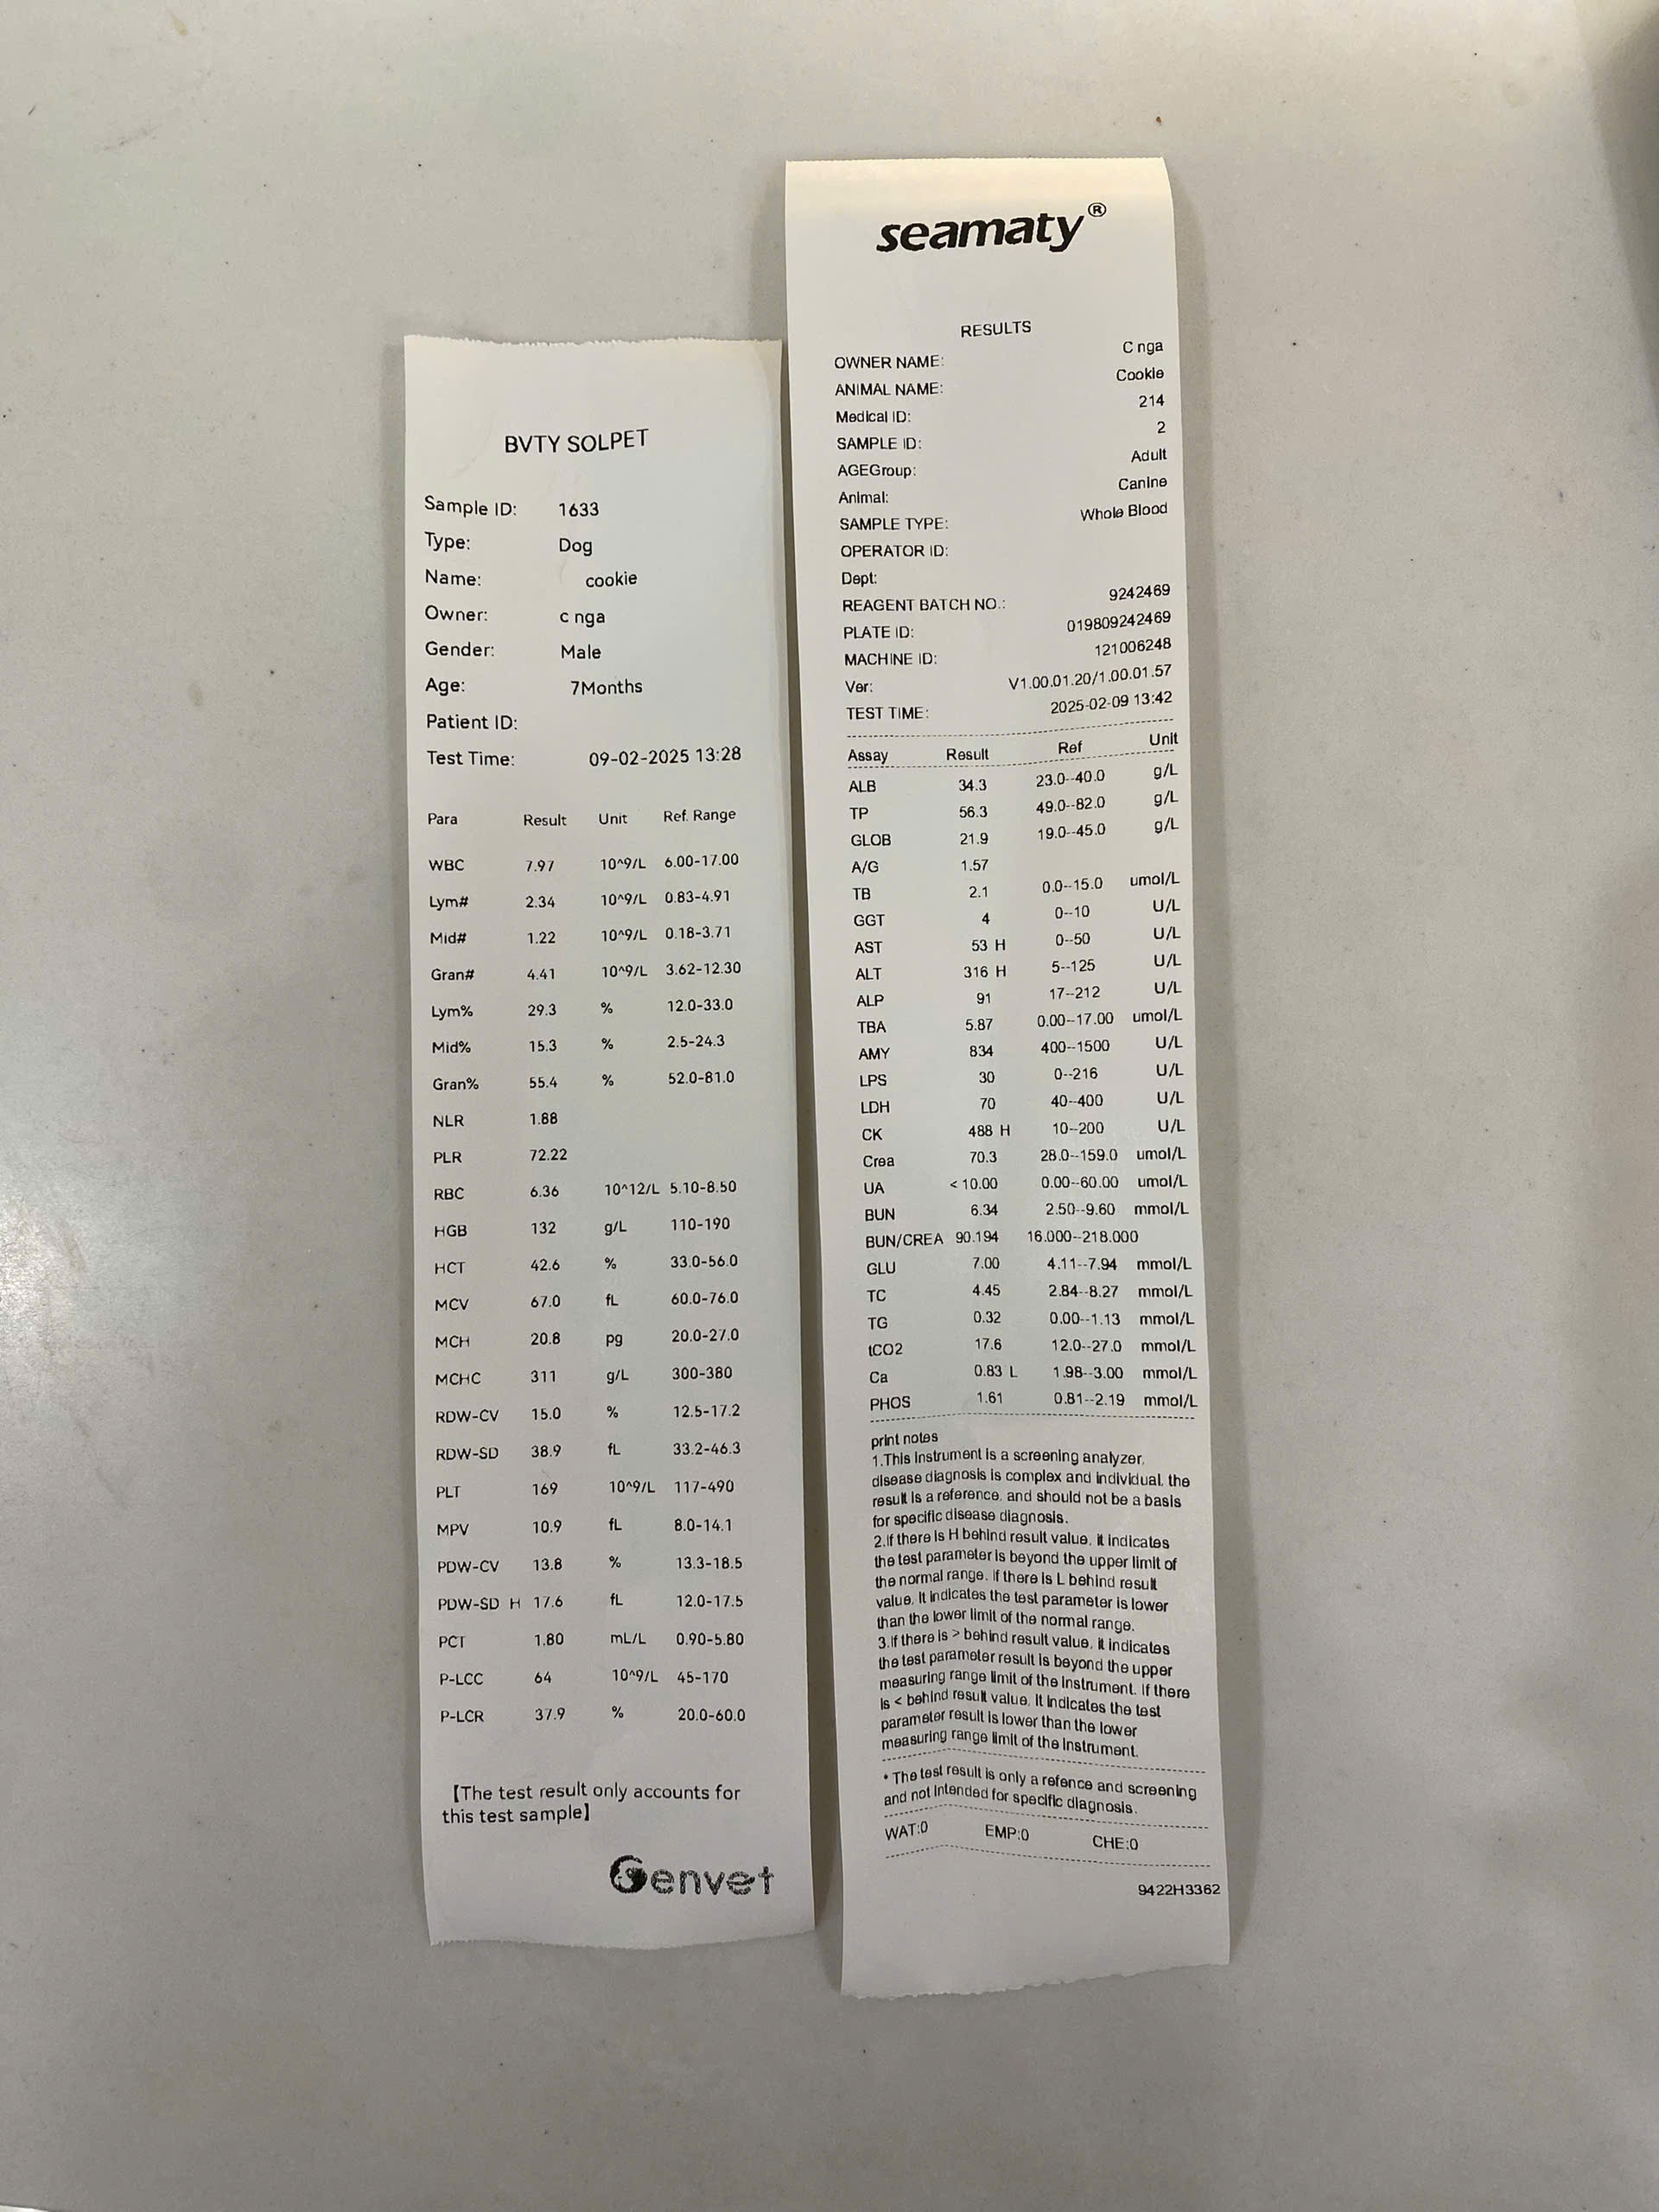 BVTY SOLPET
Sample ID: 1633
Type: Dog
Name: cookie
Owner: c nga
Gender: Male
Age: 7Months
Patient ID:
Test Time: 09-02-2025 13:28
Para Result Unit Ref. Range
WBC 7.97 10^9/L 6.00-17.00
Lym# 2.34 10^9/L 0.83-4.91
Mid# 1.22 10^9/L 0.18-3.71
Gran# 4.41 10^9/L 3.62-12.30
Lym% 29.3 % 12.0-33.0
Mid% 15.3 % 2.5-24.3
Gran% 55.4 % 52.0-81.0
NLR 1.88
PLR 72.22
RBC 6.36 10^12/L 5.10-8.50
HGB 132 g/L 110-190
HCT 42.6 % 33.0-56.0
MCV 67.0 fL 60.0-76.0
MCH 20.8 pg 20.0-27.0
MCHC 311 g/L 300-380
RDW-CV 15.0 % 12.5-17.2
RDW-SD 38.9 fL 33.2-46.3
PLT 169 10^9/L 117-490
MPV 10.9 fL 8.0-14.1
PDW-CV 13.8 % 13.3-18.5
PDW-SD H 17.6 fL 12.0-17.5
PCT 1.80 mL/L 0.90-5.80
P-LCC 64 10^9/L 45-170
P-LCR 37.9 % 20.0-60.0
【The test result only accounts for
this test sample】
Genvet
seamaty®
RESULTS
OWNER NAME: C nga
ANIMAL NAME: Cookie
Medical ID: 214
SAMPLE ID: 2
AGEGroup: Adult
Animal: Canine
SAMPLE TYPE: Whole Blood
OPERATOR ID:
Dept:
REAGENT BATCH NO.: 9242469
PLATE ID: 019809242469
MACHINE ID: 121006248
Ver: V1.00.01.20/1.00.01.57
TEST TIME: 2025-02-09 13:42
Assay Result Ref Unit
ALB 34.3 23.0--40.0 g/L
TP 56.3 49.0--82.0 g/L
GLOB 21.9 19.0--45.0 g/L
A/G 1.57
TB 2.1 0.0--15.0 umol/L
GGT 4 0--10 U/L
AST 53 H 0--50 U/L
ALT 316 H 5--125 U/L
ALP 91 17--212 U/L
TBA 5.87 0.00--17.00 umol/L
AMY 834 400--1500 U/L
LPS 30 0--216 U/L
LDH 70 40--400 U/L
CK 488 H 10--200 U/L
Crea 70.3 28.0--159.0 umol/L
UA < 10.00 0.00--60.00 umol/L
BUN 6.34 2.50--9.60 mmol/L
BUN/CREA 90.194 16.000--218.000
GLU 7.00 4.11--7.94 mmol/L
TC 4.45 2.84--8.27 mmol/L
TG 0.32 0.00--1.13 mmol/L
tCO2 17.6 12.0--27.0 mmol/L
Ca 0.83 L 1.98--3.00 mmol/L
PHOS 1.61 0.81--2.19 mmol/L
print notes
1.This Instrument is a screening analyzer,
disease diagnosis is complex and individual, the
result is a reference, and should not be a basis
for specific disease diagnosis.
2.If there is H behind result value, it indicates
the test parameter is beyond the upper limit of
the normal range. if there is L behind result
value, It indicates the test parameter is lower
than the lower limit of the normal range.
3.if there is > behind result value, it indicates
the test parameter result is beyond the upper
measuring range limit of the Instrument. If there
is < behind result value, It indicates the test
parameter result is lower than the lower
measuring range limit of the Instrument.
* The test result is only a refence and screening
and not intended for specific diagnosis.
WAT:0 EMP:0 CHE:0
9422H3362